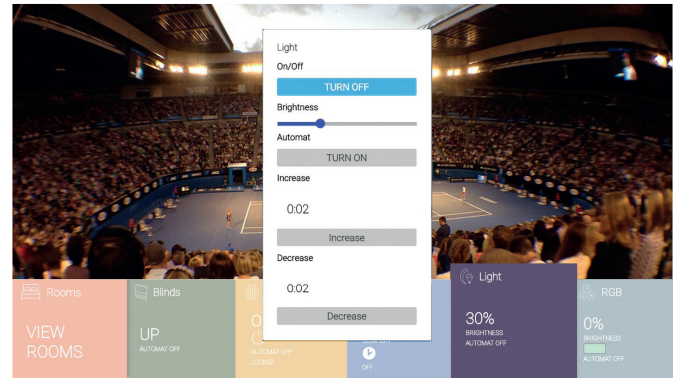 Light
On/Off
TURN OFF
Brightness
Automat
TURN ON
Increase
0:02
Increase
Decrease
0:02
Decrease
Rooms
VIEW
ROOMS
Blinds
UP
AUTOMAT OFF
AUTOMAT OFF
LOCKED
OFF
Light
30%
BRIGHTNESS
AUTOMAT OFF
RGB
0%
BRIGHTNESS
AUTOMAT OFF